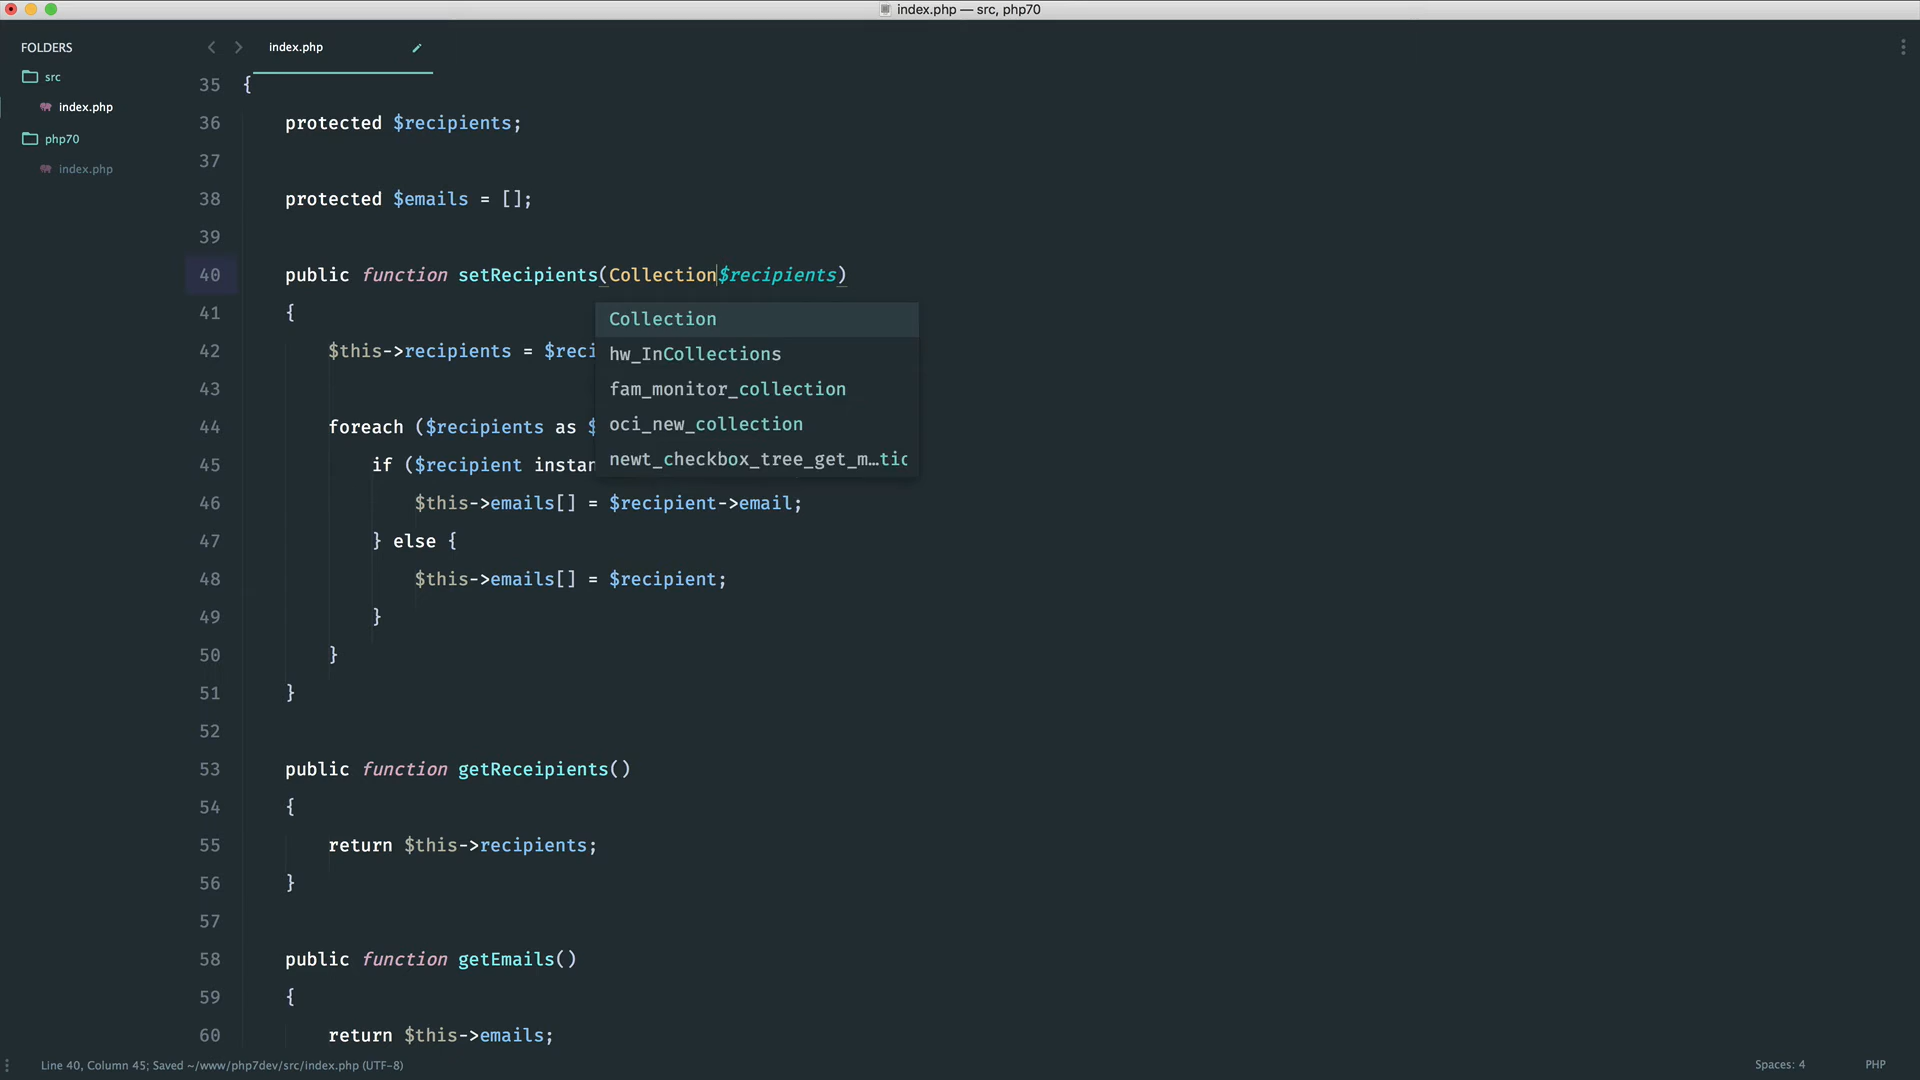 index.php — src, php70
FOLDERS
src
index.php
php70
index.php
index.php
35 {
36 protected $recipients;
37
38 protected $emails = [];
39
40 public function setRecipients(Collection$recipients)
41 {
42 $this->recipients = $reci
43
44 foreach ($recipients as $
45 if ($recipient instan
46 $this->emails[] = $recipient->email;
47 } else {
48 $this->emails[] = $recipient;
49 }
50 }
51 }
52
53 public function getReceipients()
54 {
55 return $this->recipients;
56 }
57
58 public function getEmails()
59 {
60 return $this->emails;
Collection
hw_InCollections
fam_monitor_collection
oci_new_collection
newt_checkbox_tree_get_m…tic
Line 40, Column 45; Saved ~/www/php7dev/src/index.php (UTF-8)
Spaces: 4
PHP